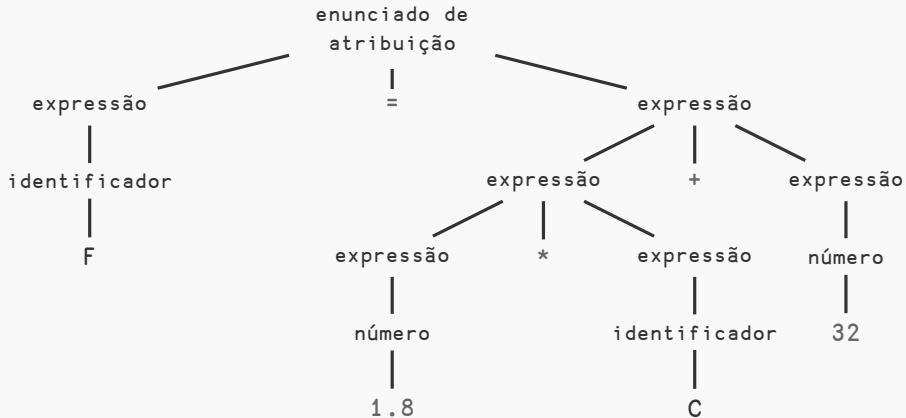 enunciado de
atribuição
expressão = expressão
identificador expressão + expressão
F expressão * expressão número
número identificador 32
1.8 C